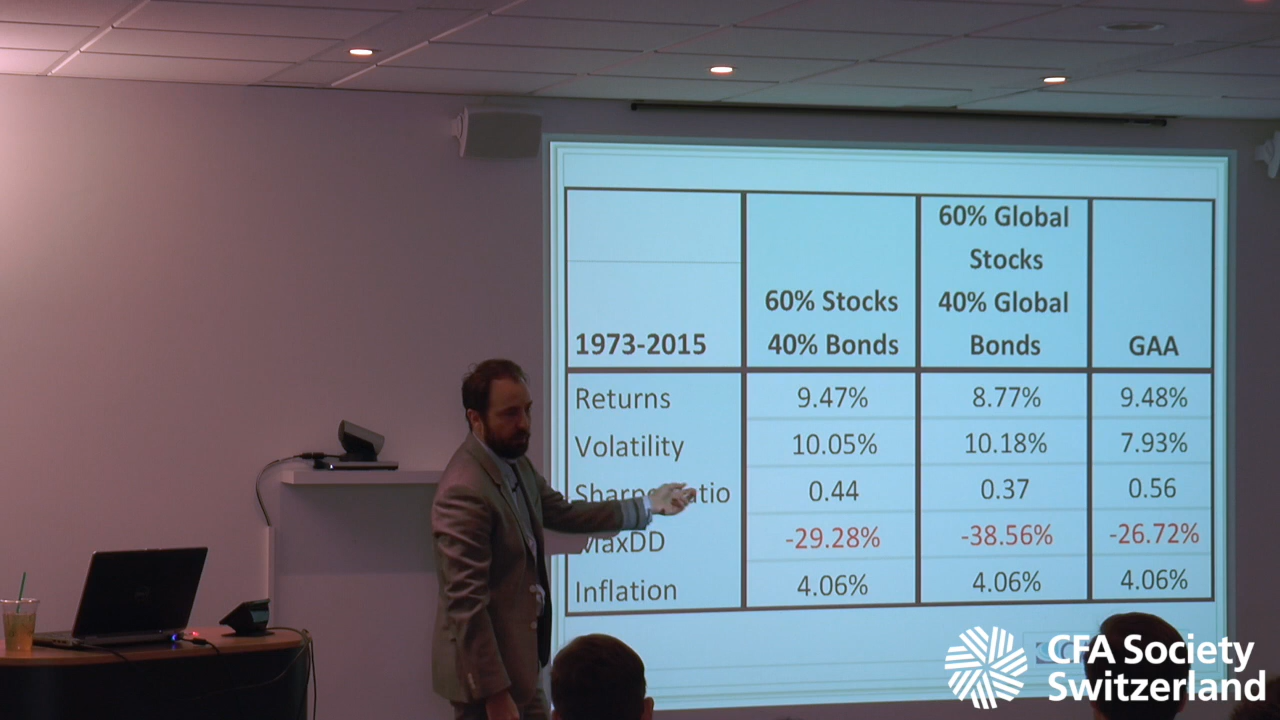 60% Global
Stocks
60% Stocks 40% Global
1973-2015 40% Bonds Bonds GAA
Returns 9.47% 8.77% 9.48%
Volatility 10.05% 10.18% 7.93%
0.44 0.37 0.56
MaxDD -29.28% -38.56% -26.72%
Inflation 4.06% 4.06% 4.06%
CFA Society
Switzerland